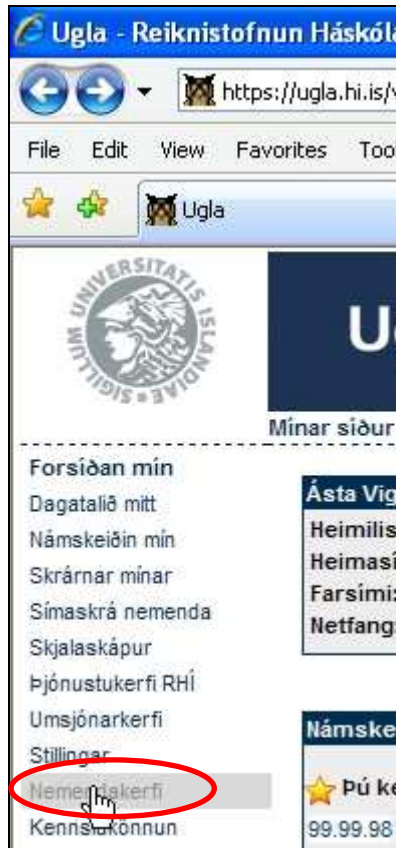 Ugla - Reiknistofnun Háskóla
https://ugla.hi.is/
File Edit View Favorites Too
Ugla
SIGILLUM UNIVERSITATIS ISLANDIAE
U
Mínar síður
Forsíðan mín
Dagatalið mitt
Námskeiðin mín
Skrárnar mínar
Símaskrá nemenda
Skjalaskápur
Þjónustukerfi RHÍ
Umsjónarkerfi
Stillingar
Nemendakerfi
Kennslukönnun
Ásta Vig
Heimilis
Heimasí
Farsími:
Netfang:
Námske
Þú ke
99.99.98